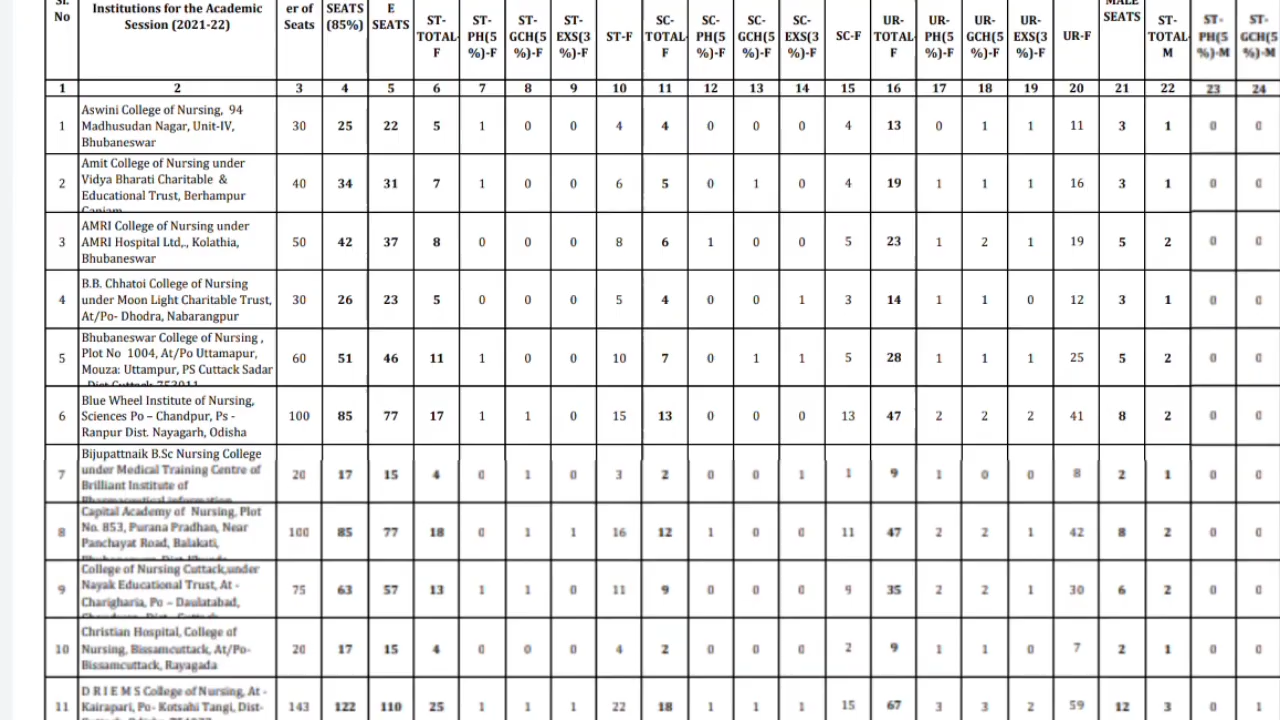 Sl. No Institutions for the Academic Session (2021-22) er of Seats SEATS (85%) E SEATS ST-TOTAL-F ST-PH(5%)-F ST-GCH(5%)-F ST-EXS(3%)-F ST-F SC-TOTAL-F SC-PH(5%)-F SC-GCH(5%)-F SC-EXS(3%)-F SC-F UR-TOTAL-F UR-PH(5%)-F UR-GCH(5%)-F UR-EXS(3%)-F UR-F MALE SEATS ST-TOTAL-M ST-PH(5%)-M ST-GCH(5%)-M
1 2 3 4 5 6 7 8 9 10 11 12 13 14 15 16 17 18 19 20 21 22 23 24
1 Aswini College of Nursing, 94 Madhusudan Nagar, Unit-IV, Bhubaneswar 30 25 22 5 1 0 0 4 4 0 0 0 4 13 0 1 1 11 3 1 0 0
2 Amit College of Nursing under Vidya Bharati Charitable & Educational Trust, Berhampur Ganjam 40 34 31 7 1 0 0 6 5 0 1 0 4 19 1 1 1 16 3 1 0 0
3 AMRI College of Nursing under AMRI Hospital Ltd,., Kolathia, Bhubaneswar 50 42 37 8 0 0 0 8 6 1 0 0 5 23 1 2 1 19 5 2 0 0
4 B.B. Chhatoi College of Nursing under Moon Light Charitable Trust, At/Po- Dhodra, Nabarangpur 30 26 23 5 0 0 0 5 4 0 0 1 3 14 1 1 0 12 3 1 0 0
5 Bhubaneswar College of Nursing , Plot No 1004, At/Po Uttamapur, Mouza: Uttampur, PS Cuttack Sadar , Dist Cuttack 753011 60 51 46 11 1 0 0 10 7 0 1 1 5 28 1 1 1 25 5 2 0 0
6 Blue Wheel Institute of Nursing, Sciences Po – Chandpur, Ps - Ranpur Dist. Nayagarh, Odisha 100 85 77 17 1 1 0 15 13 0 0 0 13 47 2 2 2 41 8 2 0 0
7 Bijupattnaik B.Sc Nursing College under Medical Training Centre of Brilliant Institute of Pharmaceutical information 20 17 15 4 0 1 0 3 2 0 0 1 1 9 1 0 0 8 2 1 0 0
8 Capital Academy of Nursing, Plot No. 853, Purana Pradhan, Near Panchayat Road, Balakati, 100 85 77 18 0 1 1 16 12 1 0 0 11 47 2 2 1 42 8 2 0 0
9 College of Nursing Cuttack,under Nayak Educational Trust, At - Charigharia, Po – Daulatabad, 75 63 57 13 1 1 0 11 9 0 0 0 9 35 2 2 1 30 6 2 0 0
10 Christian Hospital, College of Nursing, Bissamcuttack, At/Po- Bissamcuttack, Rayagada 20 17 15 4 0 0 0 4 2 0 0 0 2 9 1 1 0 7 2 1 0 0
11 D R I E M S College of Nursing, At - Kairapari, Po- Kotsahi Tangi, Dist- 143 122 110 25 1 1 1 22 18 1 1 1 15 67 3 3 2 59 12 3 0 1